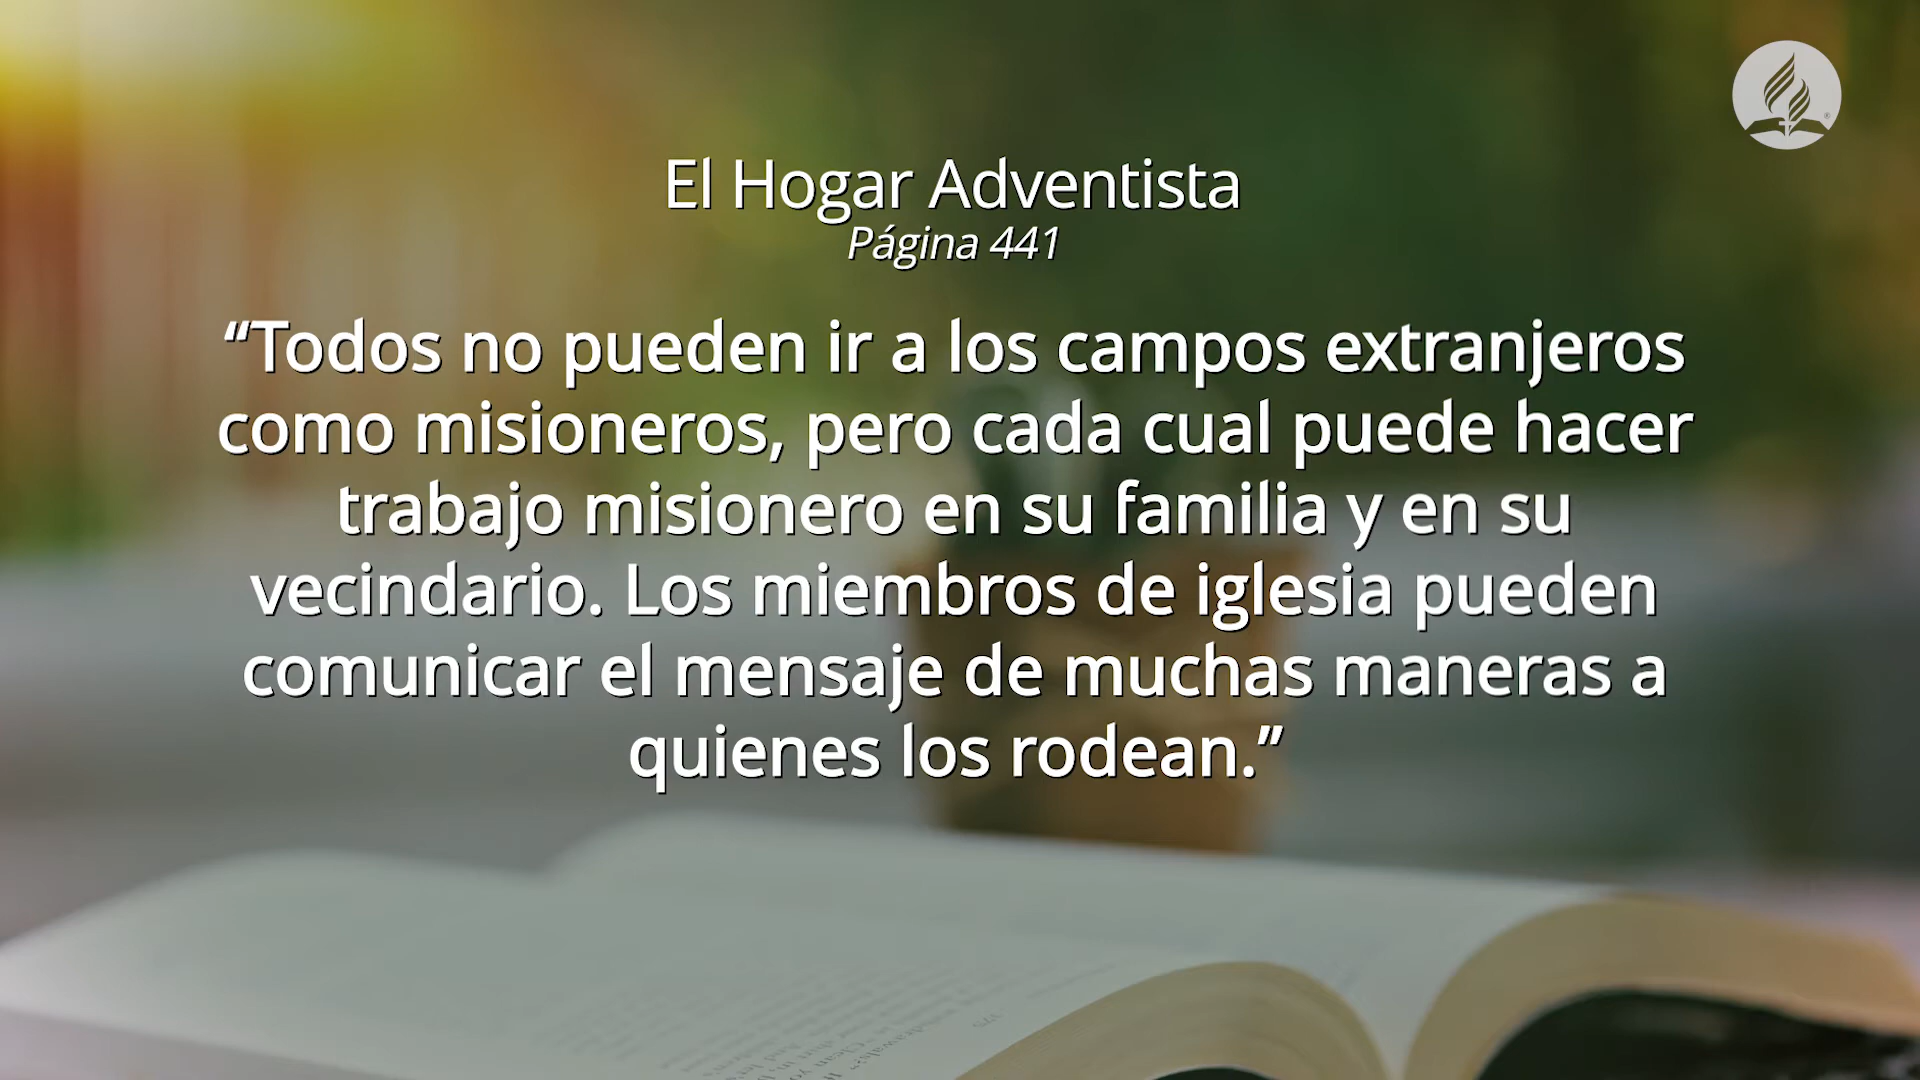 El Hogar Adventista
Página 441
“Todos no pueden ir a los campos extranjeros
como misioneros, pero cada cual puede hacer
trabajo misionero en su familia y en su
vecindario. Los miembros de iglesia pueden
comunicar el mensaje de muchas maneras a
quienes los rodean.”